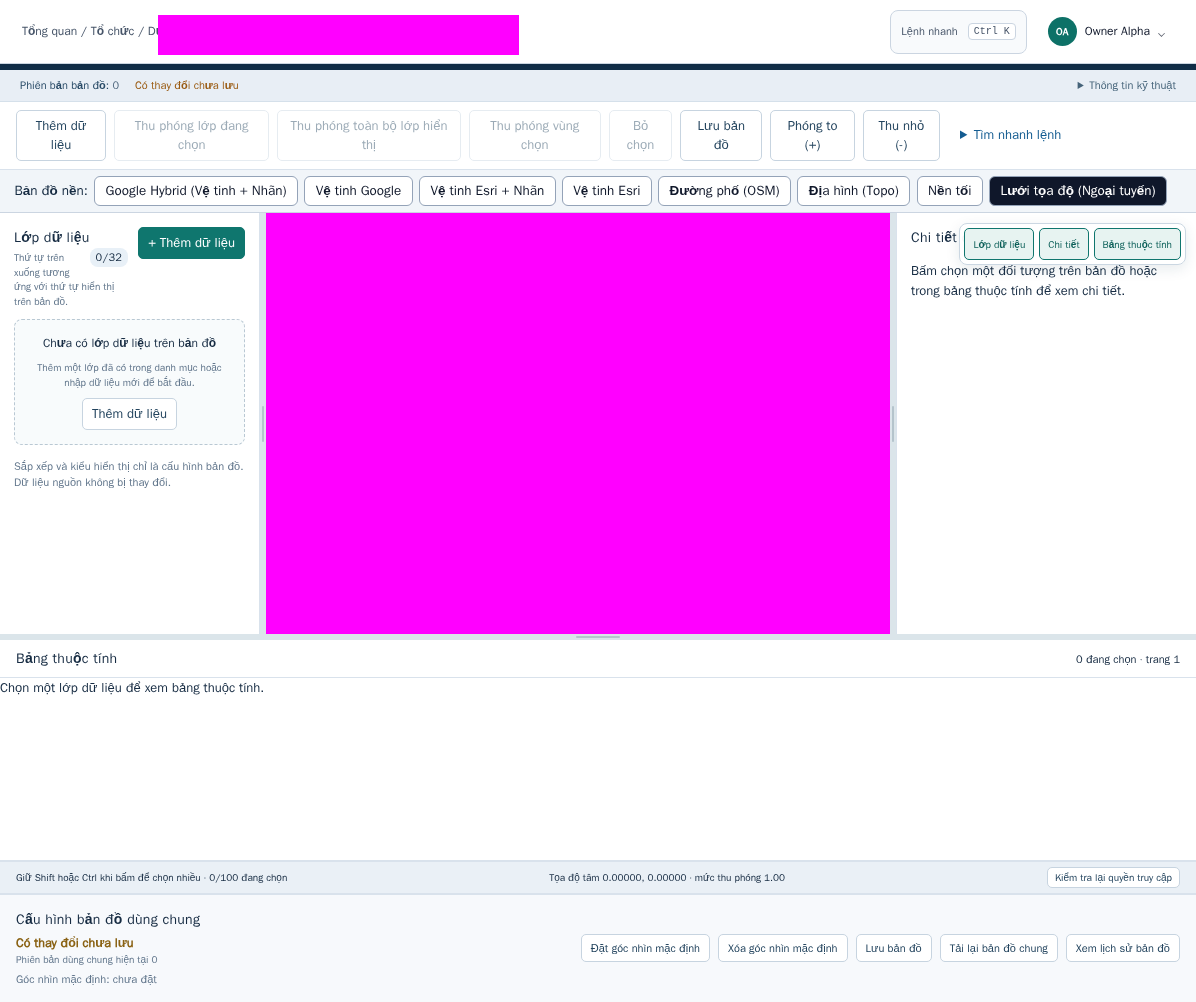 Tổng quan / Tổ chức /
Lệnh nhanh Ctrl K
OA Owner Alpha
Phiên bản bản đồ: 0 Có thay đổi chưa lưu
Thông tin kỹ thuật
Thêm dữ liệu
Thu phóng lớp đang chọn
Thu phóng toàn bộ lớp hiển thị
Thu phóng vùng chọn
Bỏ chọn
Lưu bản đồ
Phóng to (+)
Thu nhỏ (-)
Tìm nhanh lệnh
Bản đồ nền: Google Hybrid (Vệ tinh + Nhãn) Vệ tinh Google Vệ tinh Esri + Nhãn Vệ tinh Esri Đường phố (OSM) Địa hình (Topo) Nền tối Lưới tọa độ (Ngoại tuyến)
Lớp dữ liệu
Thứ tự trên
xuống tương
ứng với thứ tự hiển thị
trên bản đồ.
0/32
+ Thêm dữ liệu
Chưa có lớp dữ liệu trên bản đồ
Thêm một lớp đã có trong danh mục hoặc
nhập dữ liệu mới để bắt đầu.
Thêm dữ liệu
Sắp xếp và kiểu hiển thị chỉ là cấu hình bản đồ.
Dữ liệu nguồn không bị thay đổi.
Chi tiết
Lớp dữ liệu Chi tiết Bảng thuộc tính
Bấm chọn một đối tượng trên bản đồ hoặc
trong bảng thuộc tính để xem chi tiết.
Bảng thuộc tính
0 đang chọn · trang 1
Chọn một lớp dữ liệu để xem bảng thuộc tính.
Giữ Shift hoặc Ctrl khi bấm để chọn nhiều · 0/100 đang chọn
Tọa độ tâm 0.00000, 0.00000 · mức thu phóng 1.00
Kiểm tra lại quyền truy cập
Cấu hình bản đồ dùng chung
Có thay đổi chưa lưu
Phiên bản dùng chung hiện tại 0
Góc nhìn mặc định: chưa đặt
Đặt góc nhìn mặc định Xóa góc nhìn mặc định Lưu bản đồ Tải lại bản đồ chung Xem lịch sử bản đồ